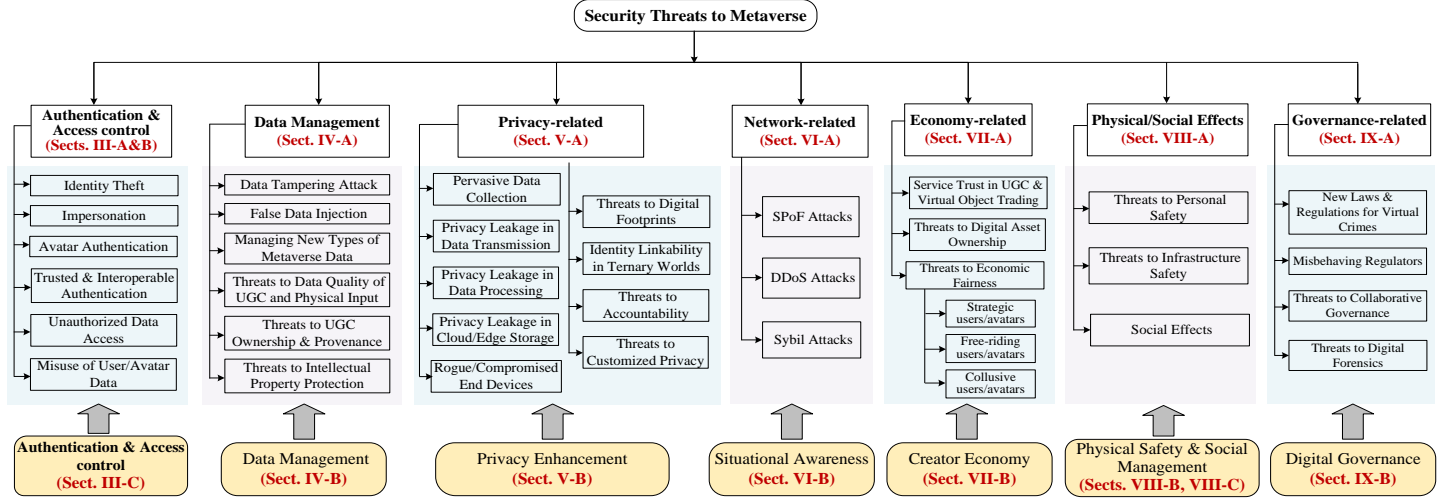 Security Threats to Metaverse
Authentication &
Access control
(Sects. III-A&B)
Identity Theft
Impersonation
Avatar Authentication
Trusted & Interoperable
Authentication
Unauthorized Data
Access
Misuse of User/Avatar
Data
Authentication & Access
control
(Sect. III-C)
Data Management
(Sect. IV-A)
Data Tampering Attack
False Data Injection
Managing New Types of
Metaverse Data
Threats to Data Quality of
UGC and Physical Input
Threats to UGC
Ownership & Provenance
Threats to Intellectual
Property Protection
Data Management
(Sect. IV-B)
Privacy-related
(Sect. V-A)
Pervasive Data
Collection
Privacy Leakage in
Data Transmission
Privacy Leakage in
Data Processing
Privacy Leakage in
Cloud/Edge Storage
Rogue/Compromised
End Devices
Threats to Digital
Footprints
Identity Linkability
in Ternary Worlds
Threats to
Accountability
Threats to
Customized Privacy
Privacy Enhancement
(Sect. V-B)
Network-related
(Sect. VI-A)
SPoF Attacks
DDoS Attacks
Sybil Attacks
Situational Awareness
(Sect. VI-B)
Economy-related
(Sect. VII-A)
Service Trust in UGC &
Virtual Object Trading
Threats to Digital Asset
Ownership
Threats to Economic
Fairness
Strategic
users/avatars
Free-riding
users/avatars
Collusive
users/avatars
Creator Economy
(Sect. VII-B)
Physical/Social Effects
(Sect. VIII-A)
Threats to Personal
Safety
Threats to Infrastructure
Safety
Social Effects
Physical Safety & Social
Management
(Sects. VIII-B, VIII-C)
Governance-related
(Sect. IX-A)
New Laws &
Regulations for Virtual
Crimes
Misbehaving Regulators
Threats to Collaborative
Governance
Threats to Digital
Forensics
Digital Governance
(Sect. IX-B)